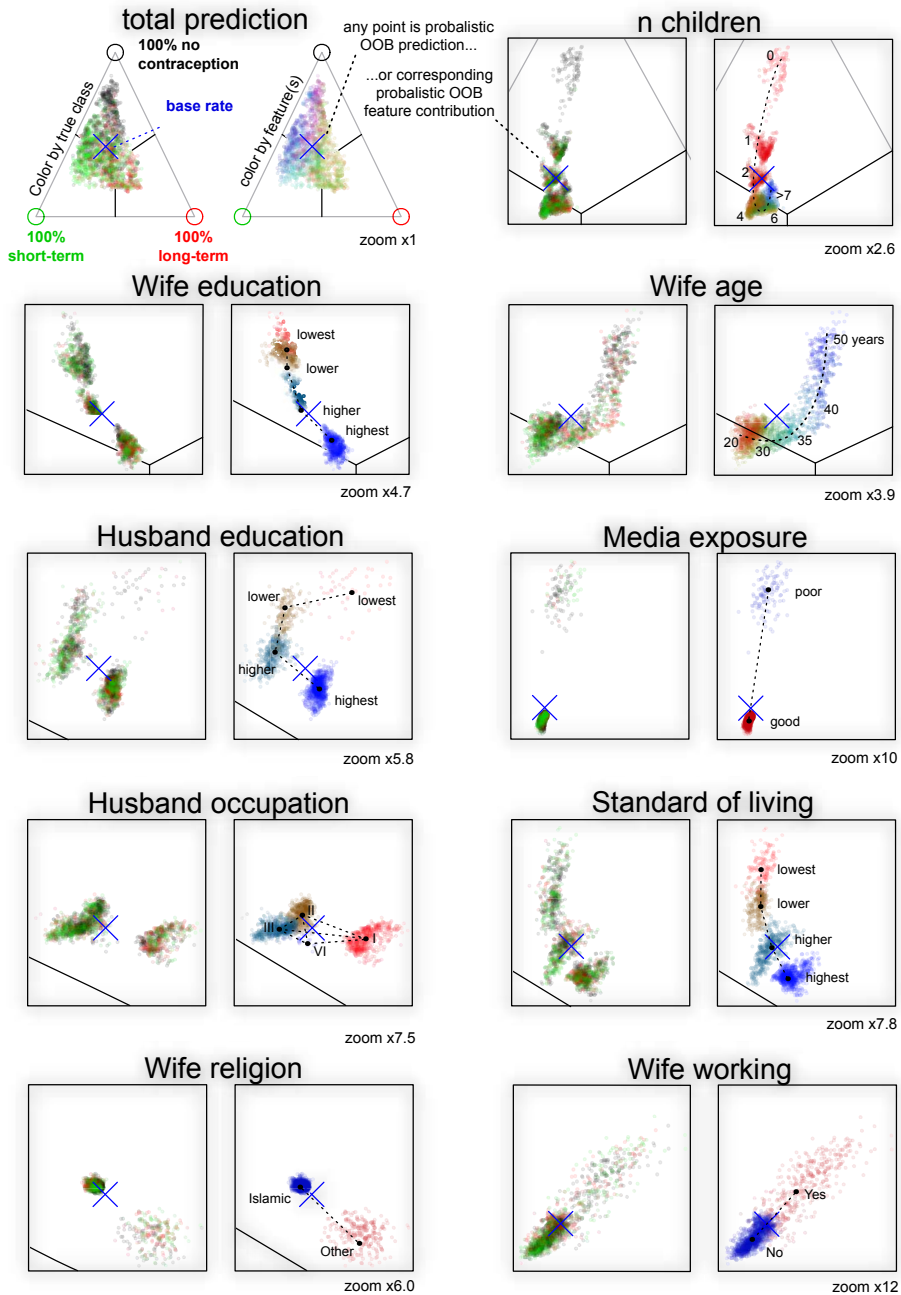 total prediction
100% no
contraception
Color by true class
base rate
100%
short-term
100%
long-term
color by feature(s)
any point is probalistic
OOB prediction...
...or corresponding
probalistic OOB
feature contribution
zoom x1
n children
0
1
2
>7
4
6
zoom x2.6
Wife education
lowest
lower
higher
highest
zoom x4.7
Wife age
50 years
40
35
30
20
zoom x3.9
Husband education
lower
lowest
higher
highest
zoom x5.8
Media exposure
poor
good
zoom x10
Husband occupation
II
III
I
VI
zoom x7.5
Standard of living
lowest
lower
higher
highest
zoom x7.8
Wife religion
Islamic
Other
zoom x6.0
Wife working
Yes
No
zoom x12